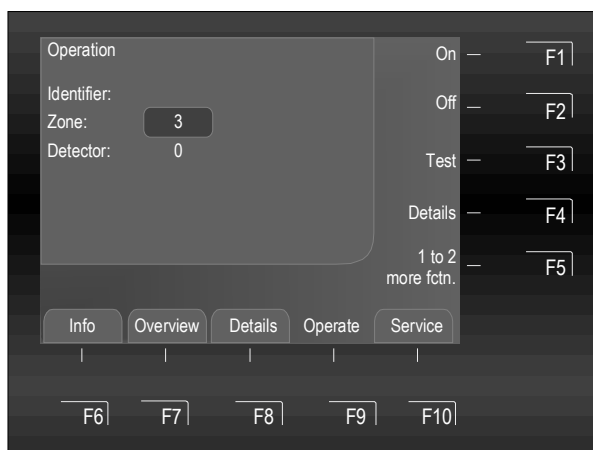 Operation
Identifier:
Zone: 3
Detector: 0
On — F1
Off — F2
Test — F3
Details — F4
1 to 2
more fctn. — F5
Info Overview Details Operate Service
F6 F7 F8 F9 F10